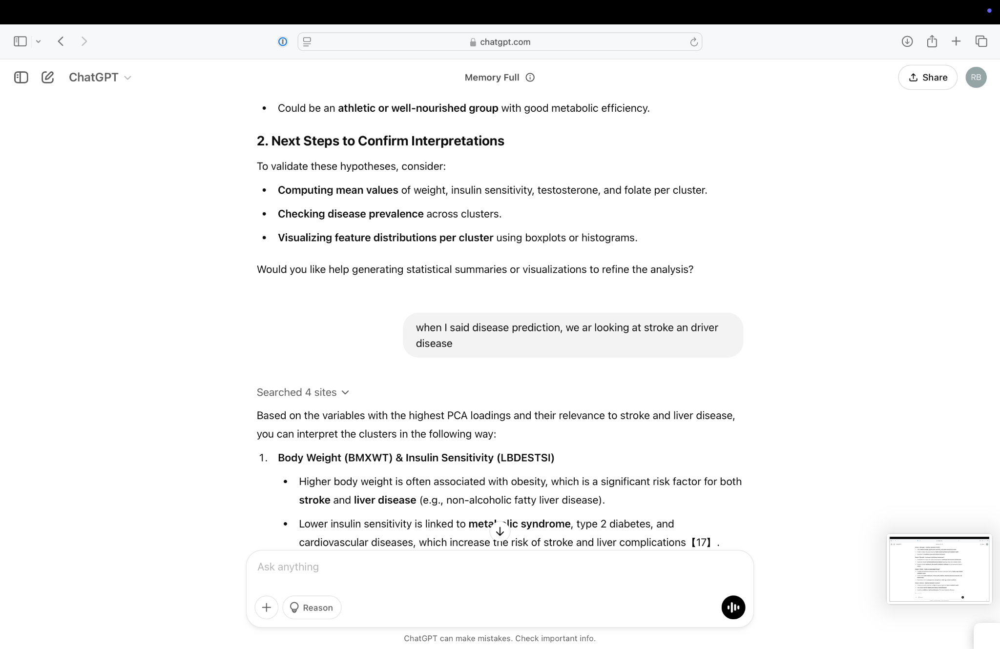 chatgpt.com
ChatGPT
Memory Full
Share
RB
• Could be an athletic or well-nourished group with good metabolic efficiency.
2. Next Steps to Confirm Interpretations
To validate these hypotheses, consider:
• Computing mean values of weight, insulin sensitivity, testosterone, and folate per cluster.
• Checking disease prevalence across clusters.
• Visualizing feature distributions per cluster using boxplots or histograms.
Would you like help generating statistical summaries or visualizations to refine the analysis?
when I said disease prediction, we ar looking at stroke an driver
disease
Searched 4 sites
Based on the variables with the highest PCA loadings and their relevance to stroke and liver disease,
you can interpret the clusters in the following way:
1. Body Weight (BMXWT) & Insulin Sensitivity (LBDESTSI)
• Higher body weight is often associated with obesity, which is a significant risk factor for both
stroke and liver disease (e.g., non-alcoholic fatty liver disease).
• Lower insulin sensitivity is linked to metabolic syndrome, type 2 diabetes, and
cardiovascular diseases, which increase the risk of stroke and liver complications【17】.
Ask anything
Reason
ChatGPT can make mistakes. Check important info.